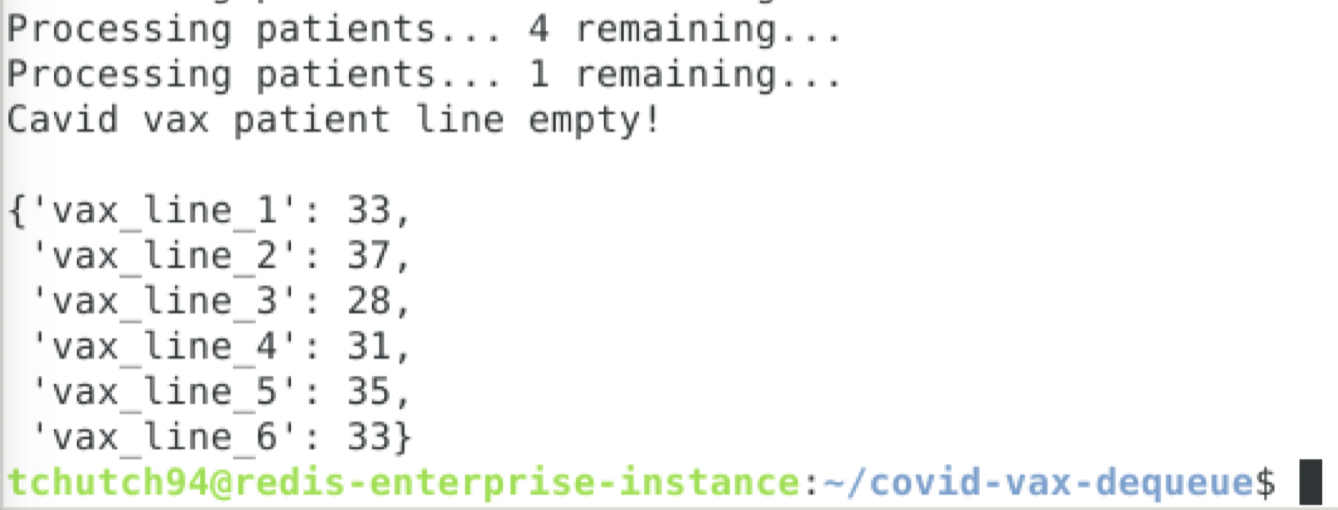 Processing patients... 4 remaining...
Processing patients... 1 remaining...
Cavid vax patient line empty!
{'vax_line_1': 33,
 'vax_line_2': 37,
 'vax_line_3': 28,
 'vax_line_4': 31,
 'vax_line_5': 35,
 'vax_line_6': 33}
tchutch94@redis-enterprise-instance:~/covid-vax-dequeue$